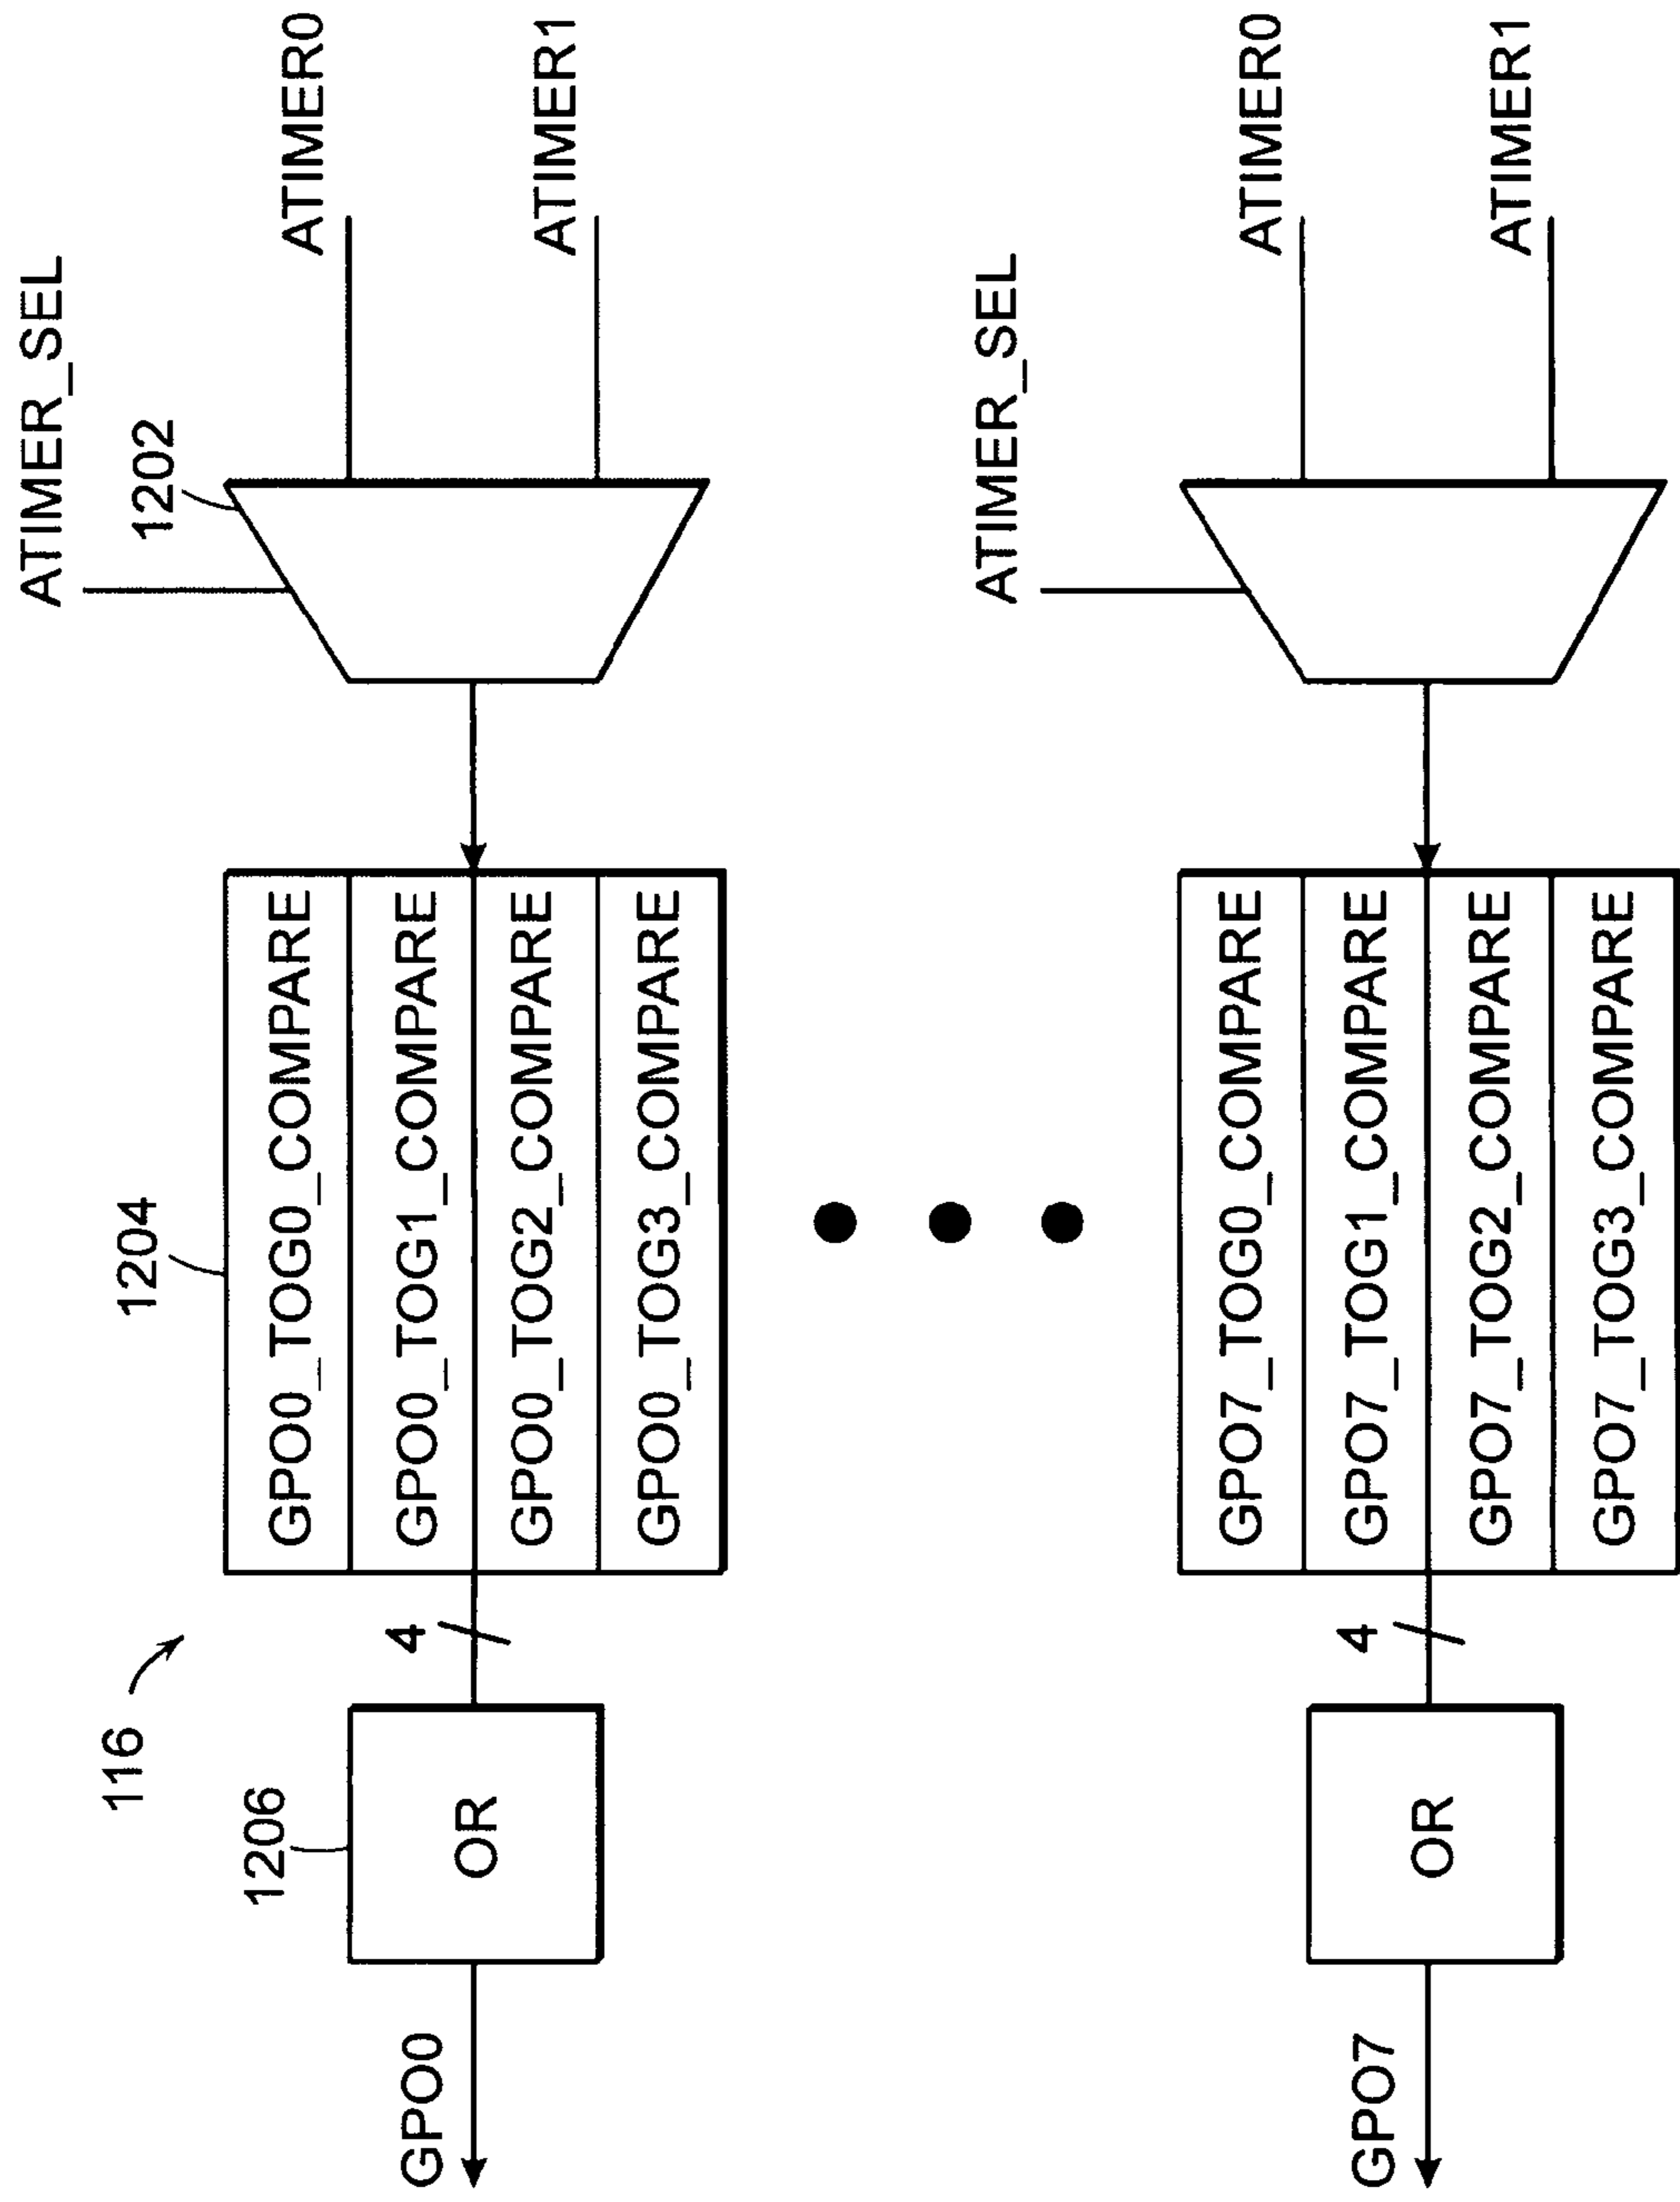 ATIMER_SEL
1202
ATIMER0
ATIMER1
1204
GPO0_TOG0_COMPARE
GPO0_TOG1_COMPARE
GPO0_TOG2_COMPARE
GPO0_TOG3_COMPARE
116
4
1206
OR
GPO0
ATIMER_SEL
ATIMER0
ATIMER1
GPO7_TOG0_COMPARE
GPO7_TOG1_COMPARE
GPO7_TOG2_COMPARE
GPO7_TOG3_COMPARE
4
OR
GPO7